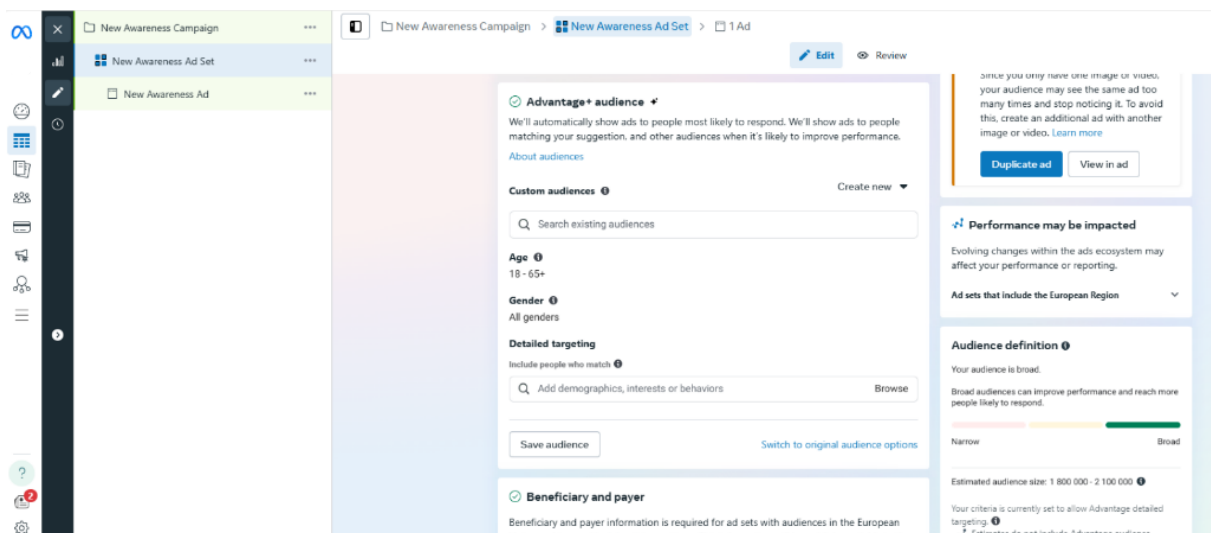 New Awareness Campaign
New Awareness Ad Set
New Awareness Ad
2
New Awareness Campaign > New Awareness Ad Set > 1 Ad
Edit
Review
Advantage+ audience
We'll automatically show ads to people most likely to respond. We'll show ads to people
matching your suggestion. and other audiences when it's likely to improve performance.
About audiences
Custom audiences
Create new
Search existing audiences
Age
18 - 65+
Gender
All genders
Detailed targeting
Include people who match
Add demographics, interests or behaviors
Browse
Save audience
Switch to original audience options
Beneficiary and payer
Beneficiary and payer information is required for ad sets with audiences in the European
Since you only have one image or video,
your audience may see the same ad too
many times and stop noticing it. To avoid
this, create an additional ad with another
image or video. Learn more
Duplicate ad
View in ad
Performance may be impacted
Evolving changes within the ads ecosystem may
affect your performance or reporting.
Ad sets that include the European Region
Audience definition
Your audience is broad.
Broad audiences can improve performance and reach more
people likely to respond.
Narrow
Broad
Estimated audience size: 1 800 000 - 2 100 000
Your criteria is currently set to allow Advantage detailed
targeting.
Estimates do not include Advantage audience